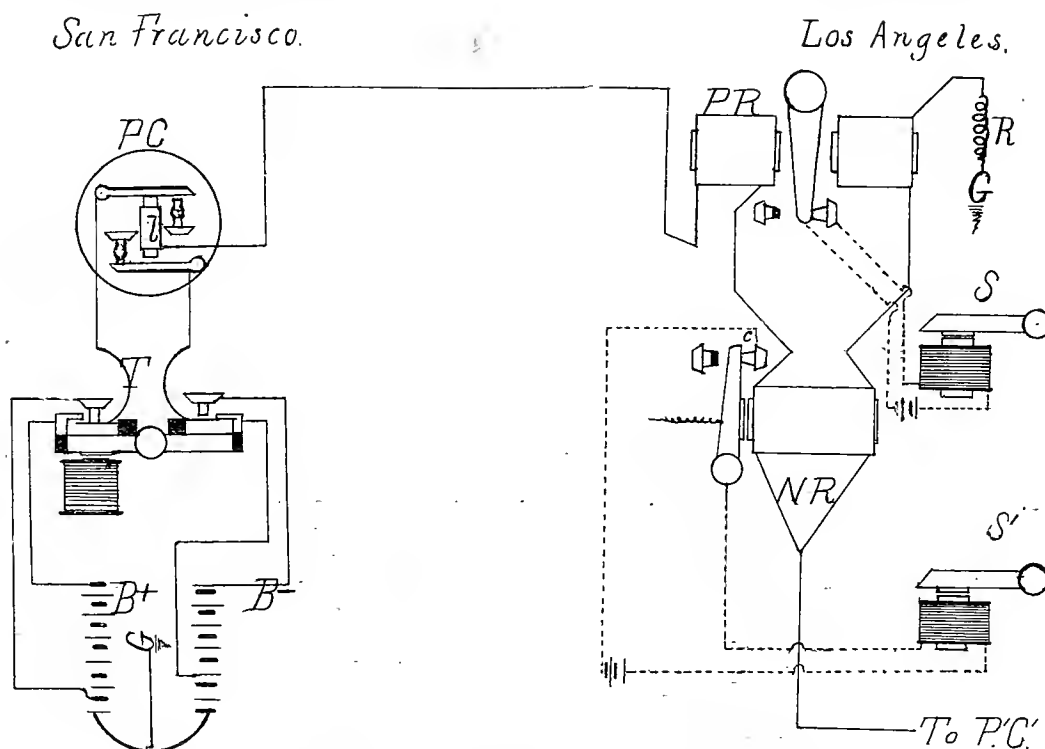 San Francisco.
Los Angeles.
PC
PR
R
G
l
S
T
c
NR
S'
B+
B-
G
To P.'C.'